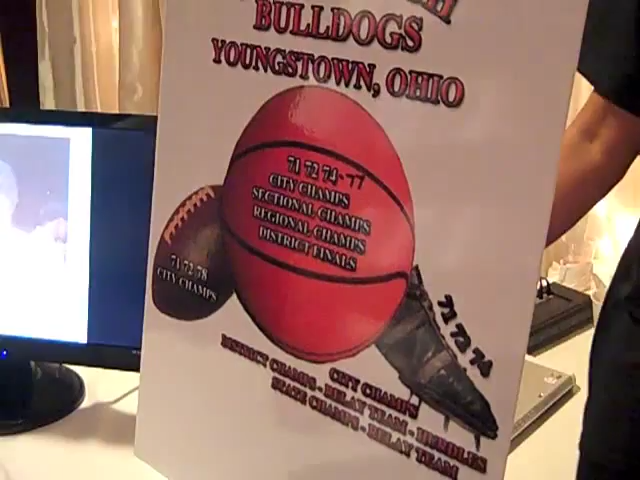 BULLDOGS
YOUNGSTOWN, OHIO
71 72 74-77
CITY CHAMPS
SECTIONAL CHAMPS
REGIONAL CHAMPS
DISTRICT FINALS
71 72 78
CITY CHAMPS
71 73 74
CITY CHAMPS
DISTRICT CHAMPS - RELAY TEAM - HURDLES
STATE CHAMPS - RELAY TEAM